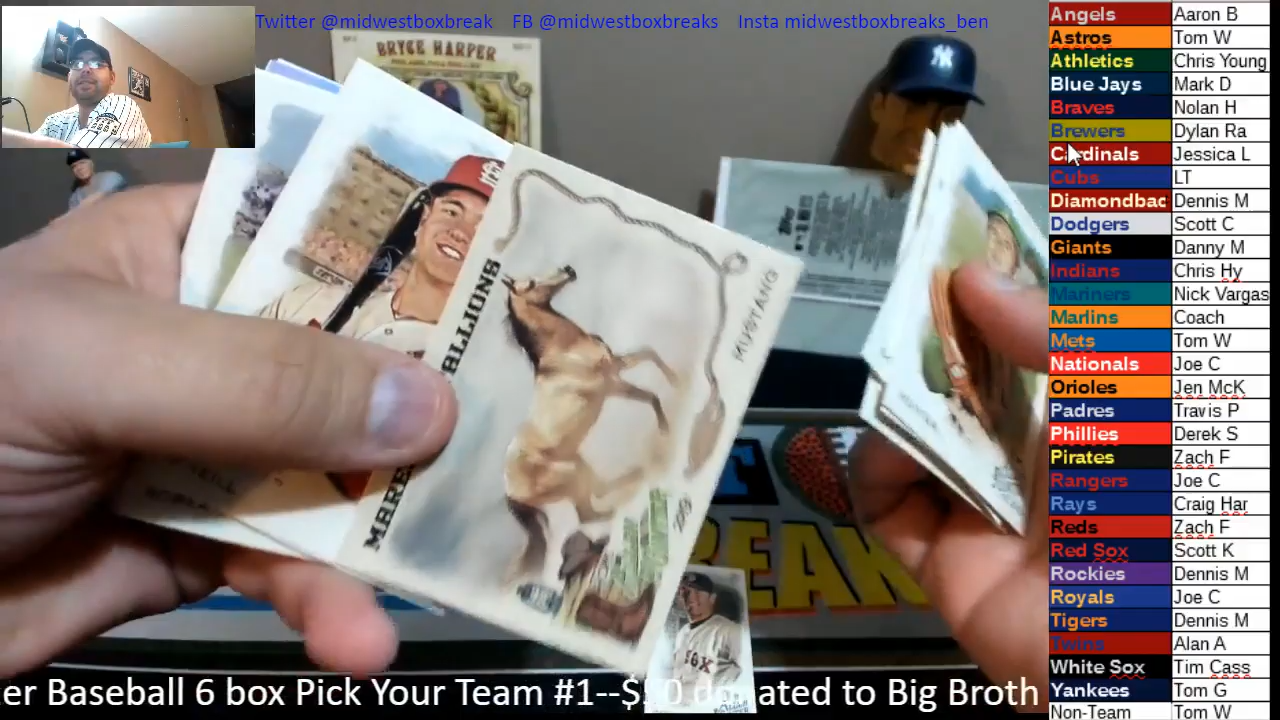 Twitter @midwestboxbreak FB @midwestboxbreaks Insta midwestboxbreaks_ben
BRYCE HARPER
MUSTANG
Angels Aaron B
Astros Tom W
Athletics Chris Young
Blue Jays Mark D
Braves Nolan H
Brewers Dylan Ra
Cardinals Jessica L
Cubs LT
Diamondbac Dennis M
Dodgers Scott C
Giants Danny M
Indians Chris Hy
Mariners Nick Vargas
Marlins Coach
Mets Tom W
Nationals Joe C
Orioles Jen McK
Padres Travis P
Phillies Derek S
Pirates Zach F
Rangers Joe C
Rays Craig Har
Reds Zach F
Red Sox Scott K
Rockies Dennis M
Royals Joe C
Tigers Dennis M
Twins Alan A
White Sox Tim Cass
Yankees Tom G
Non-Team Tom W
topps
SOX
er Baseball 6 box Pick Your Team #1--$ 0 do ated to Big Broth